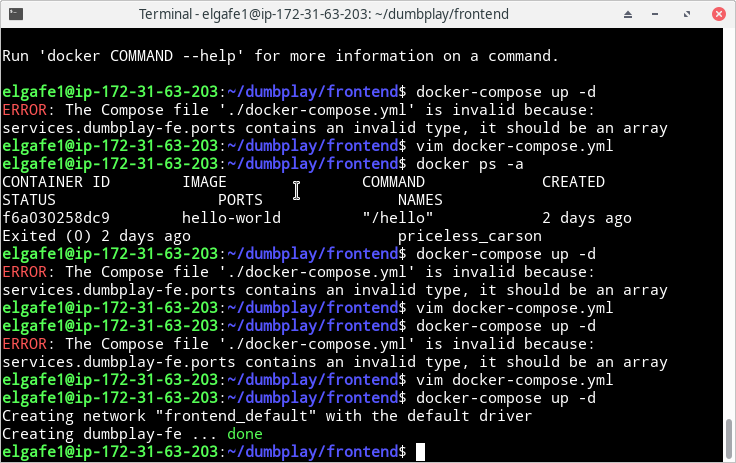 Terminal - elgafe1@ip-172-31-63-203: ~/dumbplay/frontend
Run 'docker COMMAND --help' for more information on a command.
elgafe1@ip-172-31-63-203:~/dumbplay/frontend$ docker-compose up -d
ERROR: The Compose file './docker-compose.yml' is invalid because:
services.dumbplay-fe.ports contains an invalid type, it should be an array
elgafe1@ip-172-31-63-203:~/dumbplay/frontend$ vim docker-compose.yml
elgafe1@ip-172-31-63-203:~/dumbplay/frontend$ docker ps -a
CONTAINER ID        IMAGE               COMMAND             CREATED
STATUS                  PORTS               NAMES
f6a030258dc9        hello-world         "/hello"            2 days ago
Exited (0) 2 days ago                       priceless_carson
elgafe1@ip-172-31-63-203:~/dumbplay/frontend$ docker-compose up -d
ERROR: The Compose file './docker-compose.yml' is invalid because:
services.dumbplay-fe.ports contains an invalid type, it should be an array
elgafe1@ip-172-31-63-203:~/dumbplay/frontend$ vim docker-compose.yml
elgafe1@ip-172-31-63-203:~/dumbplay/frontend$ docker-compose up -d
ERROR: The Compose file './docker-compose.yml' is invalid because:
services.dumbplay-fe.ports contains an invalid type, it should be an array
elgafe1@ip-172-31-63-203:~/dumbplay/frontend$ vim docker-compose.yml
elgafe1@ip-172-31-63-203:~/dumbplay/frontend$ docker-compose up -d
Creating network "frontend_default" with the default driver
Creating dumbplay-fe ... done
elgafe1@ip-172-31-63-203:~/dumbplay/frontend$